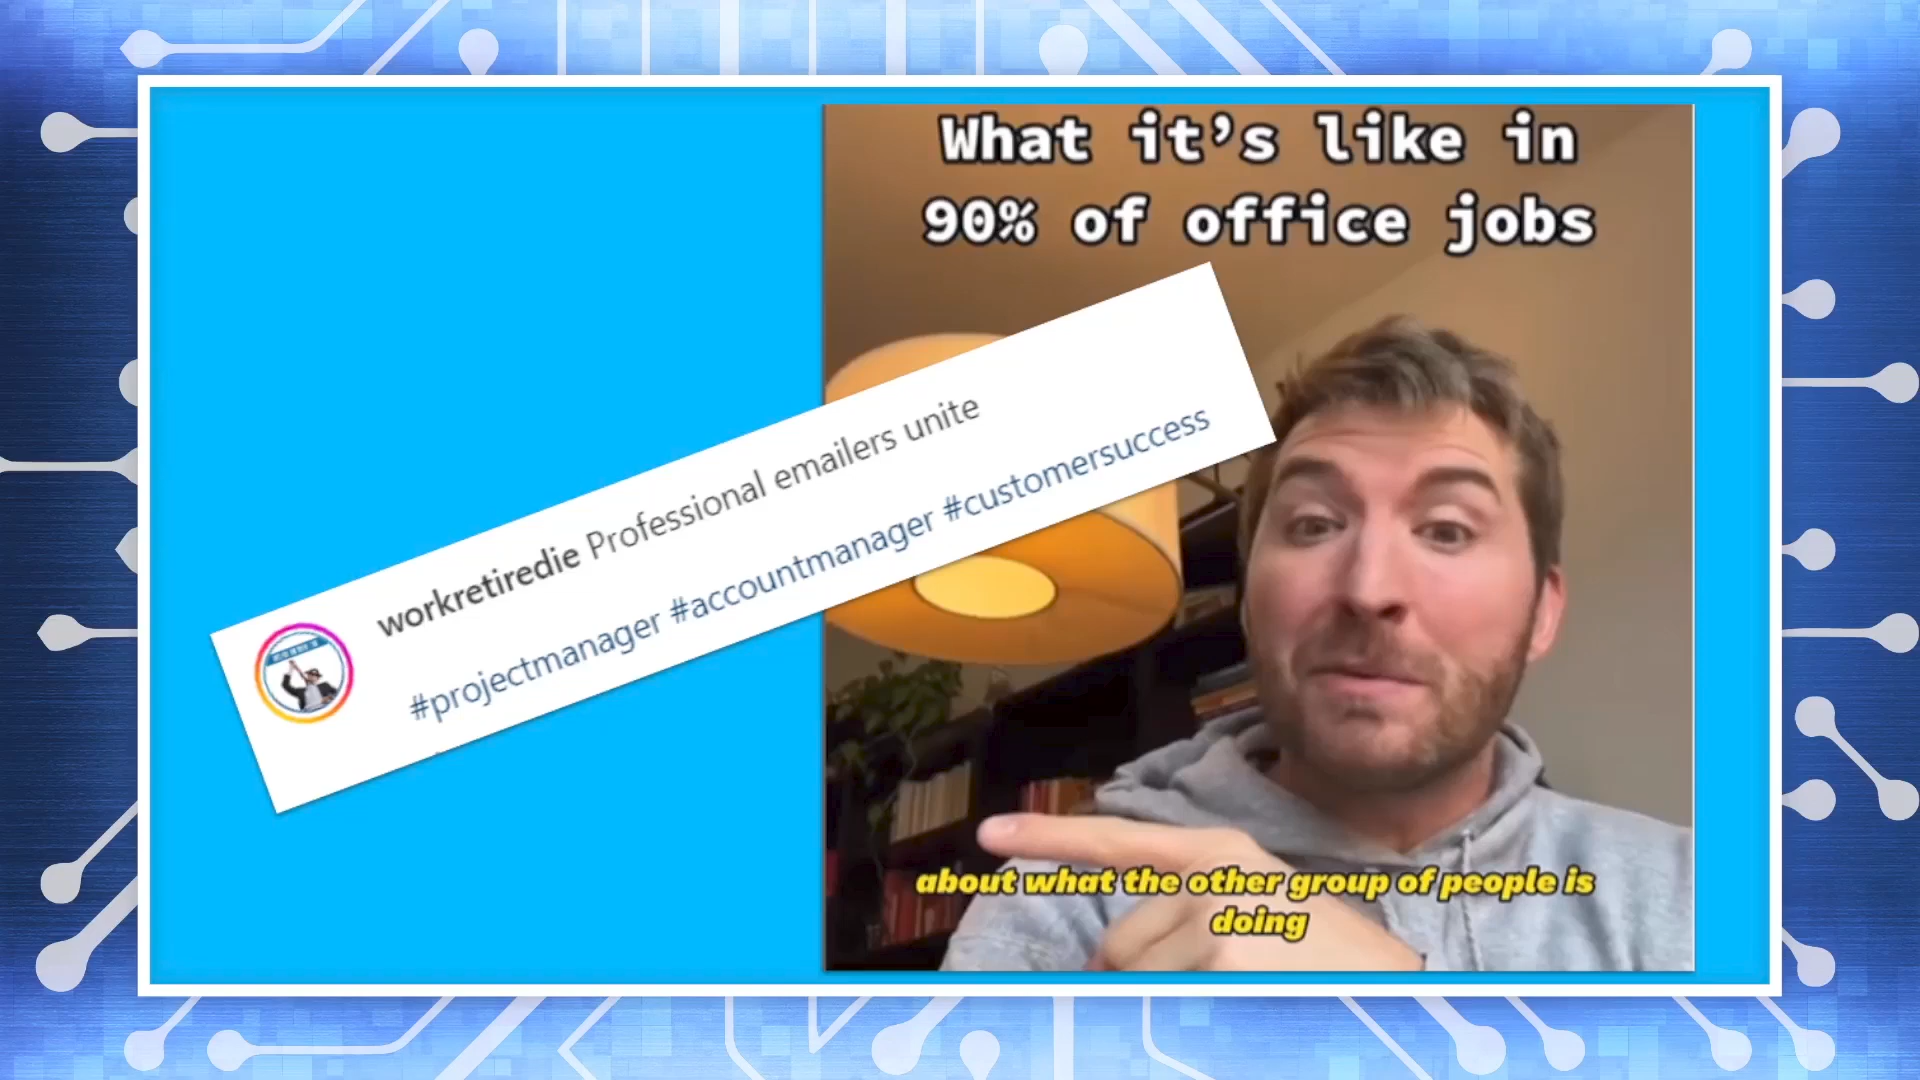 What it's like in
90% of office jobs
workretiredie Professional emailers unite
#projectmanager #accountmanager #customersuccess
about what the other group of people is
doing